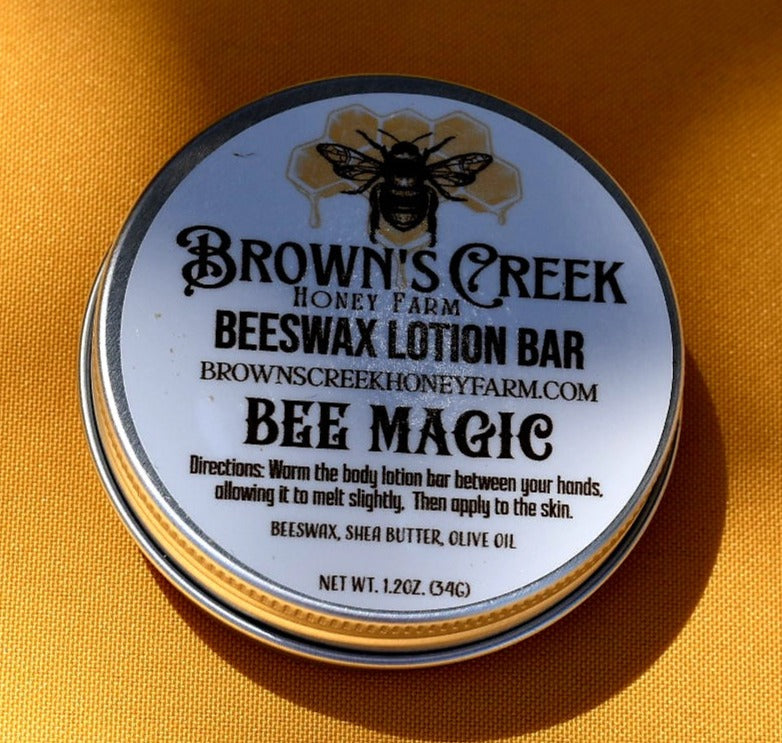 Brown's Creek
Honey Farm
BEESWAX LOTION BAR
BROWNSCREEKHONEYFARM.COM
BEE MAGIC
Directions: Warm the body lotion bar between your hands,
allowing it to melt slightly, Then apply to the skin.
BEESWAX, SHEA BUTTER, OLIVE OIL
NET WT. 1.2OZ. (34G)